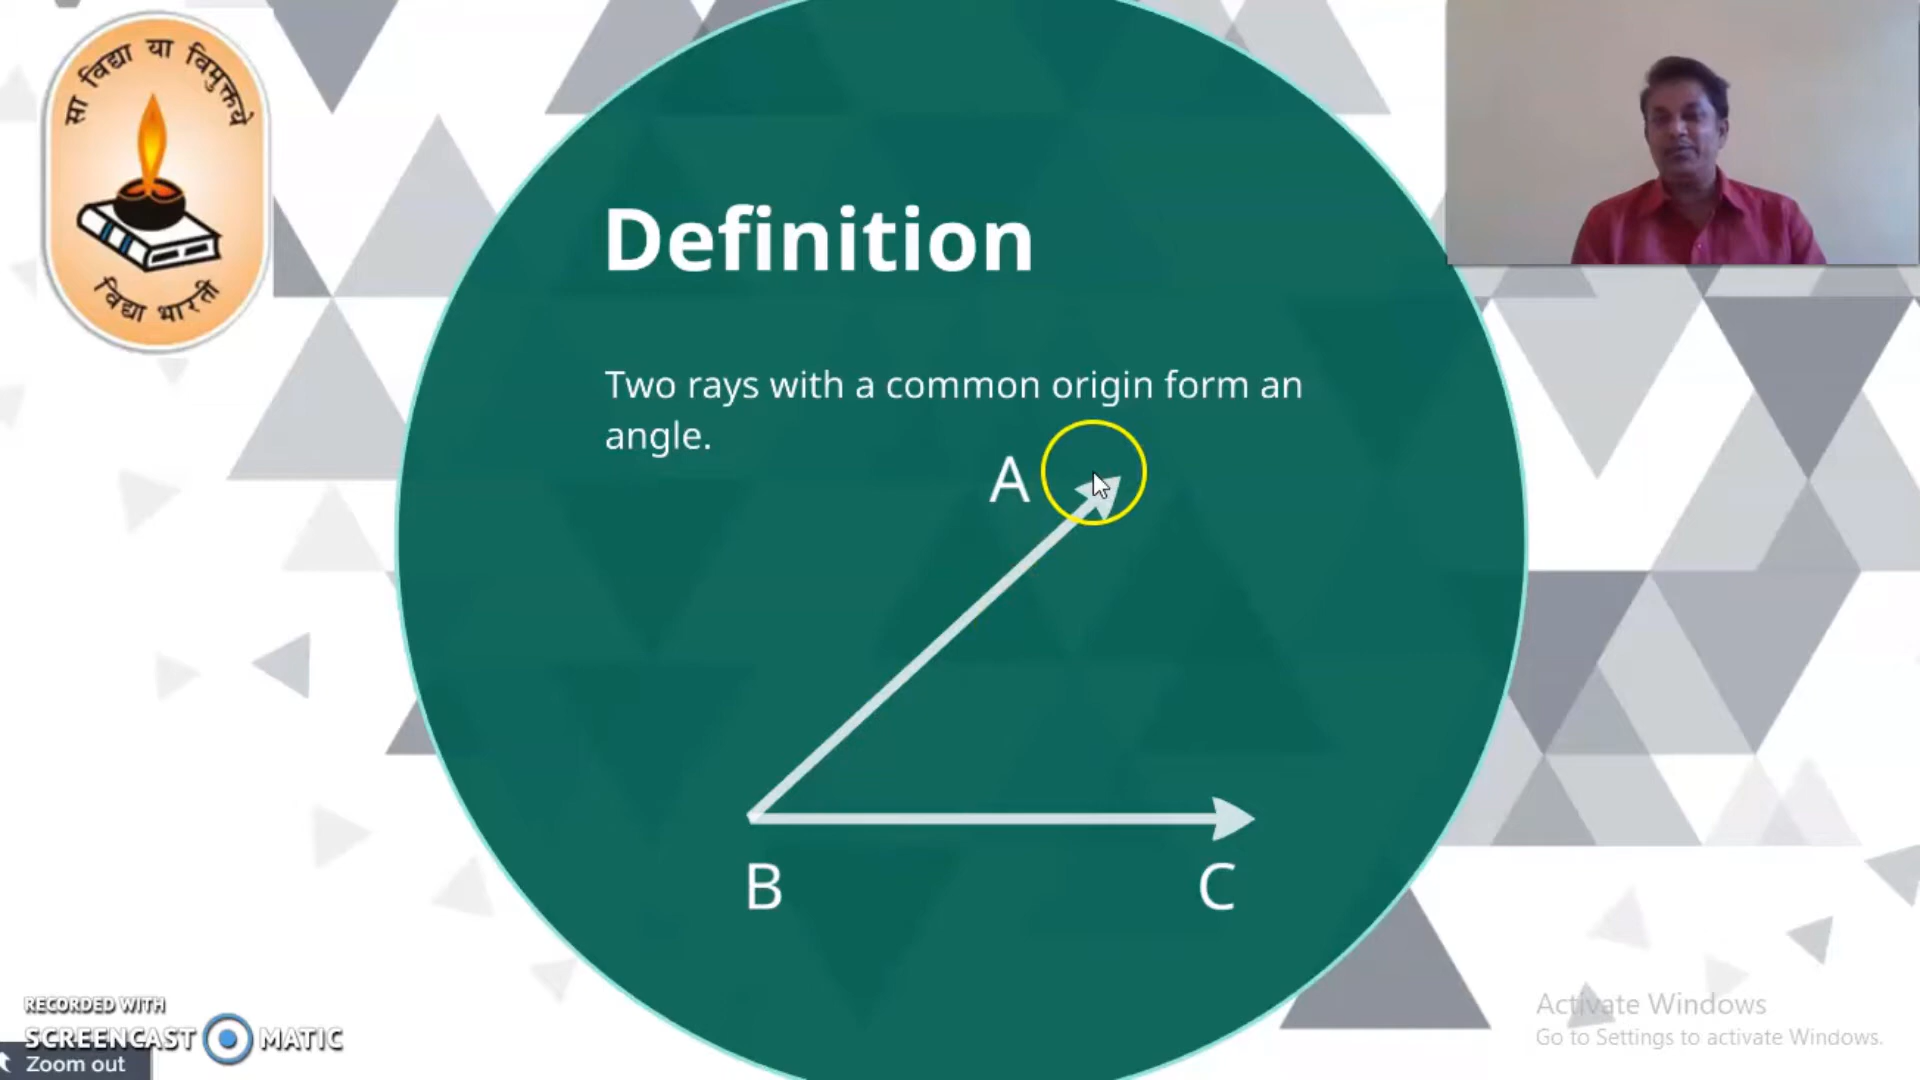 सा विद्या या विमुक्तये
विद्या भारती
Definition
Two rays with a common origin form an
angle.
A
B
C
RECORDED WITH
SCREENCAST MATIC
Zoom out
Activate Windows
Go to Settings to activate Windows.